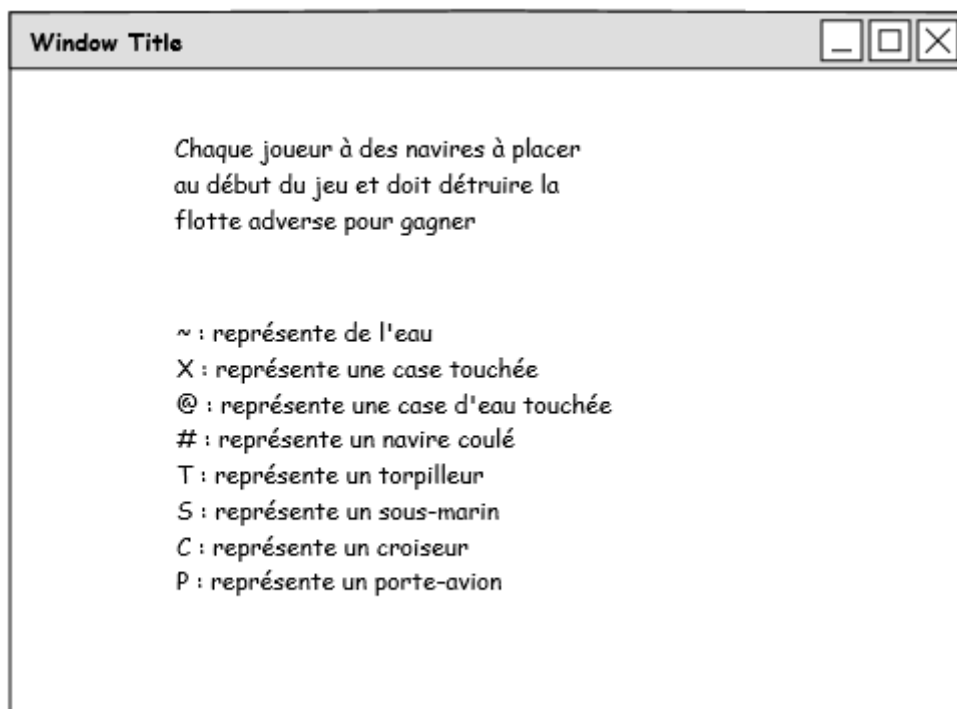 Window Title
Chaque joueur à des navires à placer
au début du jeu et doit détruire la
flotte adverse pour gagner
~ : représente de l'eau
X : représente une case touchée
@ : représente une case d'eau touchée
# : représente un navire coulé
T : représente un torpilleur
S : représente un sous-marin
C : représente un croiseur
P : représente un porte-avion